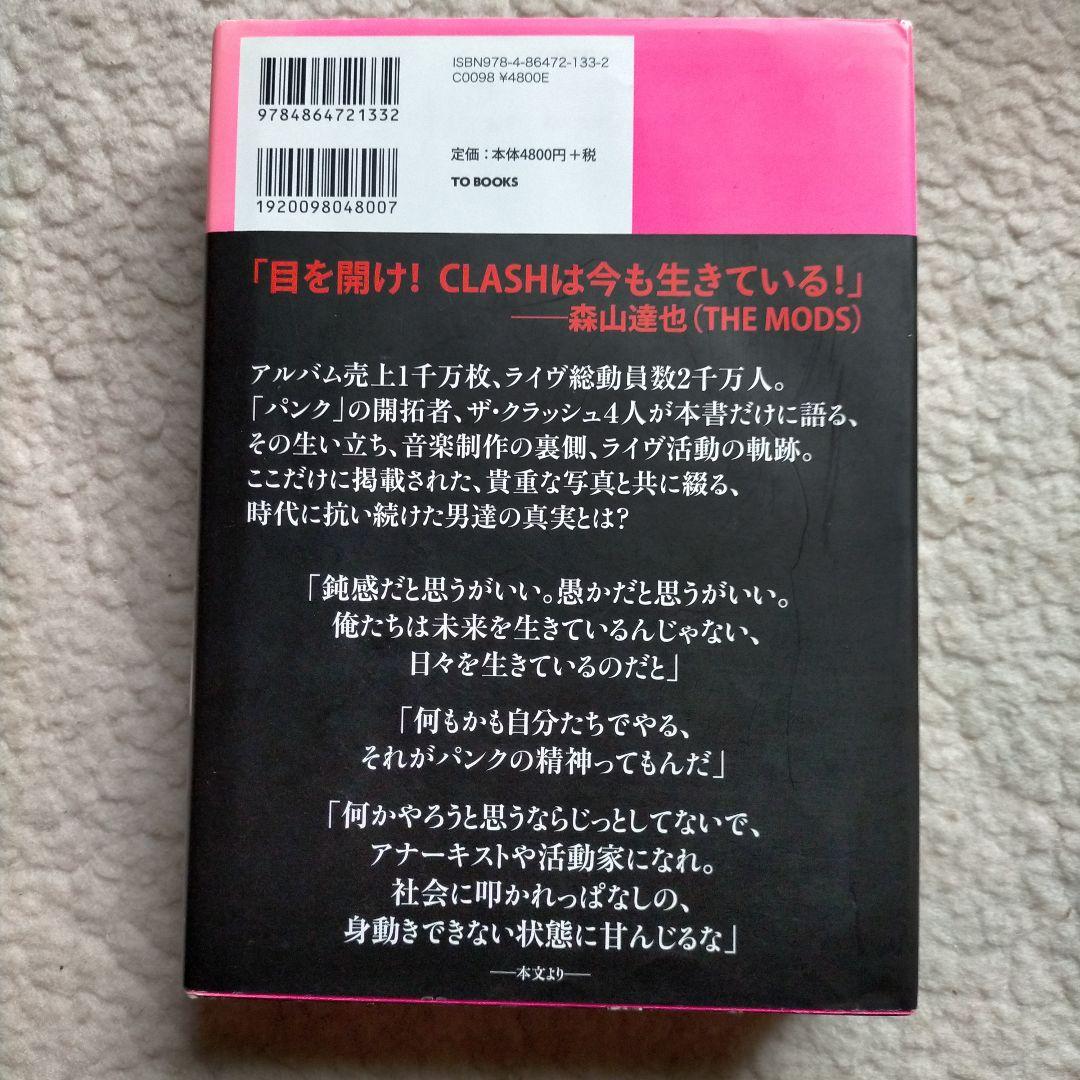 ISBN978-4-86472-133-2
C0098 ¥4800E
9784864721332
定価：本体4800円＋税
TO BOOKS
1920098048007
「目を開け！ CLASHは今も生きている！」
――森山達也（THE MODS）
アルバム売上1千万枚、ライヴ総動員数2千万人。
「パンク」の開拓者、ザ・クラッシュ4人が本書だけに語る、
その生い立ち、音楽制作の裏側、ライヴ活動の軌跡。
ここだけに掲載された、貴重な写真と共に綴る、
時代に抗い続けた男達の真実とは？
「鈍感だと思うがいい。愚かだと思うがいい。
俺たちは未来を生きているんじゃない、
日々を生きているのだと」
「何もかも自分たちでやる、
それがパンクの精神ってもんだ」
「何かやろうと思うならじっとしてないで、
アナーキストや活動家になれ。
社会に叩かれっぱなしの、
身動きできない状態に甘んじるな」
――本文より――